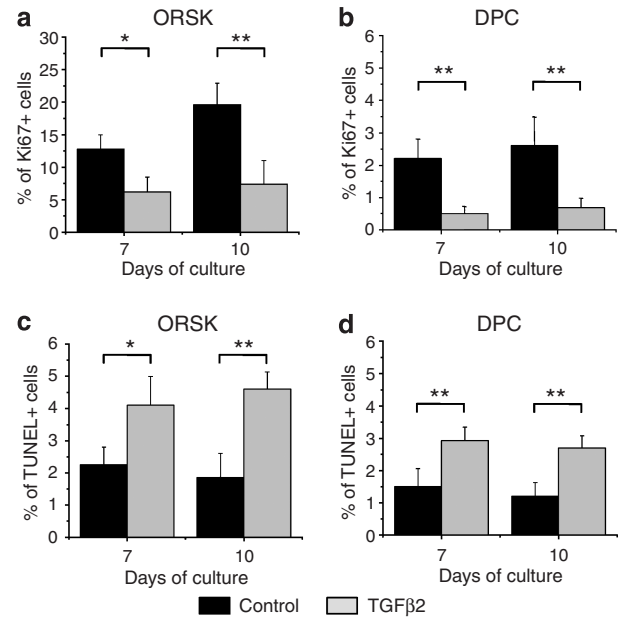 a ORSK
% of Ki67+ cells
30
25
20
15
10
5
0
* **
7 10
Days of culture
b DPC
% of Ki67+ cells
6
5
4
3
2
1
0
** **
7 10
Days of culture
c ORSK
% of TUNEL+ cells
6
5
4
3
2
1
0
* **
7 10
Days of culture
d DPC
% of TUNEL+ cells
6
5
4
3
2
1
0
** **
7 10
Days of culture
Control TGFβ2